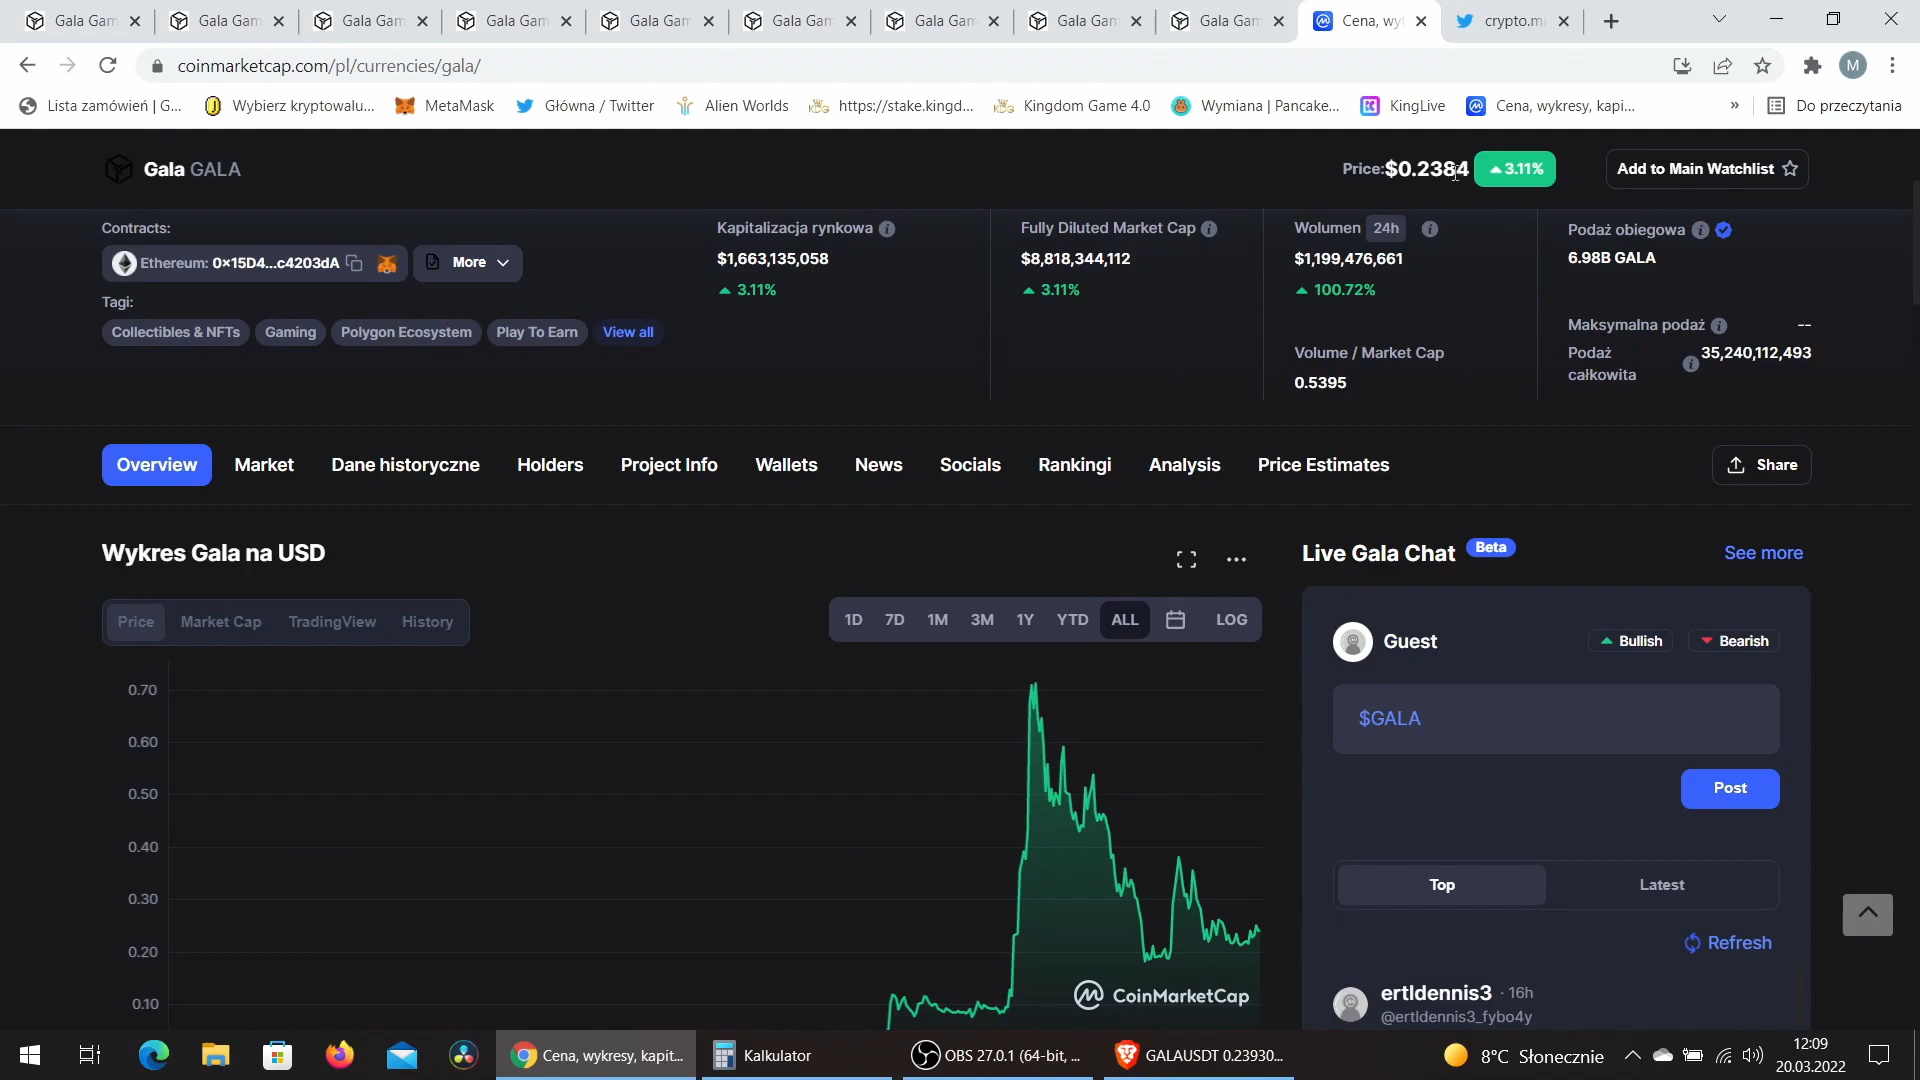 Gala Gam
Gala Gam
Gala Gam
Gala Gam
Gala Gam
Gala Gam
Gala Gam
Gala Gam
Gala Gam
Cena, wyk
crypto.mi
coinmarketcap.com/pl/currencies/gala/
M
Lista zamówień | G...
Wybierz kryptowalu...
MetaMask
Główna / Twitter
Alien Worlds
https://stake.kingd...
Kingdom Game 4.0
Wymiana | Pancake...
KingLive
Cena, wykresy, kapi...
»
Do przeczytania
Gala GALA
Price:$0.2384
3.11%
Add to Main Watchlist
Contracts:
Ethereum: 0x15D4...c4203dA
More
Tagi:
Collectibles & NFTs
Gaming
Polygon Ecosystem
Play To Earn
View all
Kapitalizacja rynkowa
$1,663,135,058
3.11%
Fully Diluted Market Cap
$8,818,344,112
3.11%
Wolumen 24h
$1,199,476,661
100.72%
Volume / Market Cap
0.5395
Podaż obiegowa
6.98B GALA
Maksymalna podaż --
Podaż całkowita 35,240,112,493
Overview
Market
Dane historyczne
Holders
Project Info
Wallets
News
Socials
Rankingi
Analysis
Price Estimates
Share
Wykres Gala na USD
Price
Market Cap
TradingView
History
1D
7D
1M
3M
1Y
YTD
ALL
LOG
0.70
0.60
0.50
0.40
0.30
0.20
0.10
CoinMarketCap
Live Gala Chat Beta
See more
Guest
Bullish
Bearish
$GALA
Post
Top
Latest
Refresh
ertldennis3 · 16h
@ertldennis3_fybo4y
Cena, wykresy, kapit...
Kalkulator
OBS 27.0.1 (64-bit, ...
GALAUSDT 0.23930...
8°C Słonecznie
12:09
20.03.2022